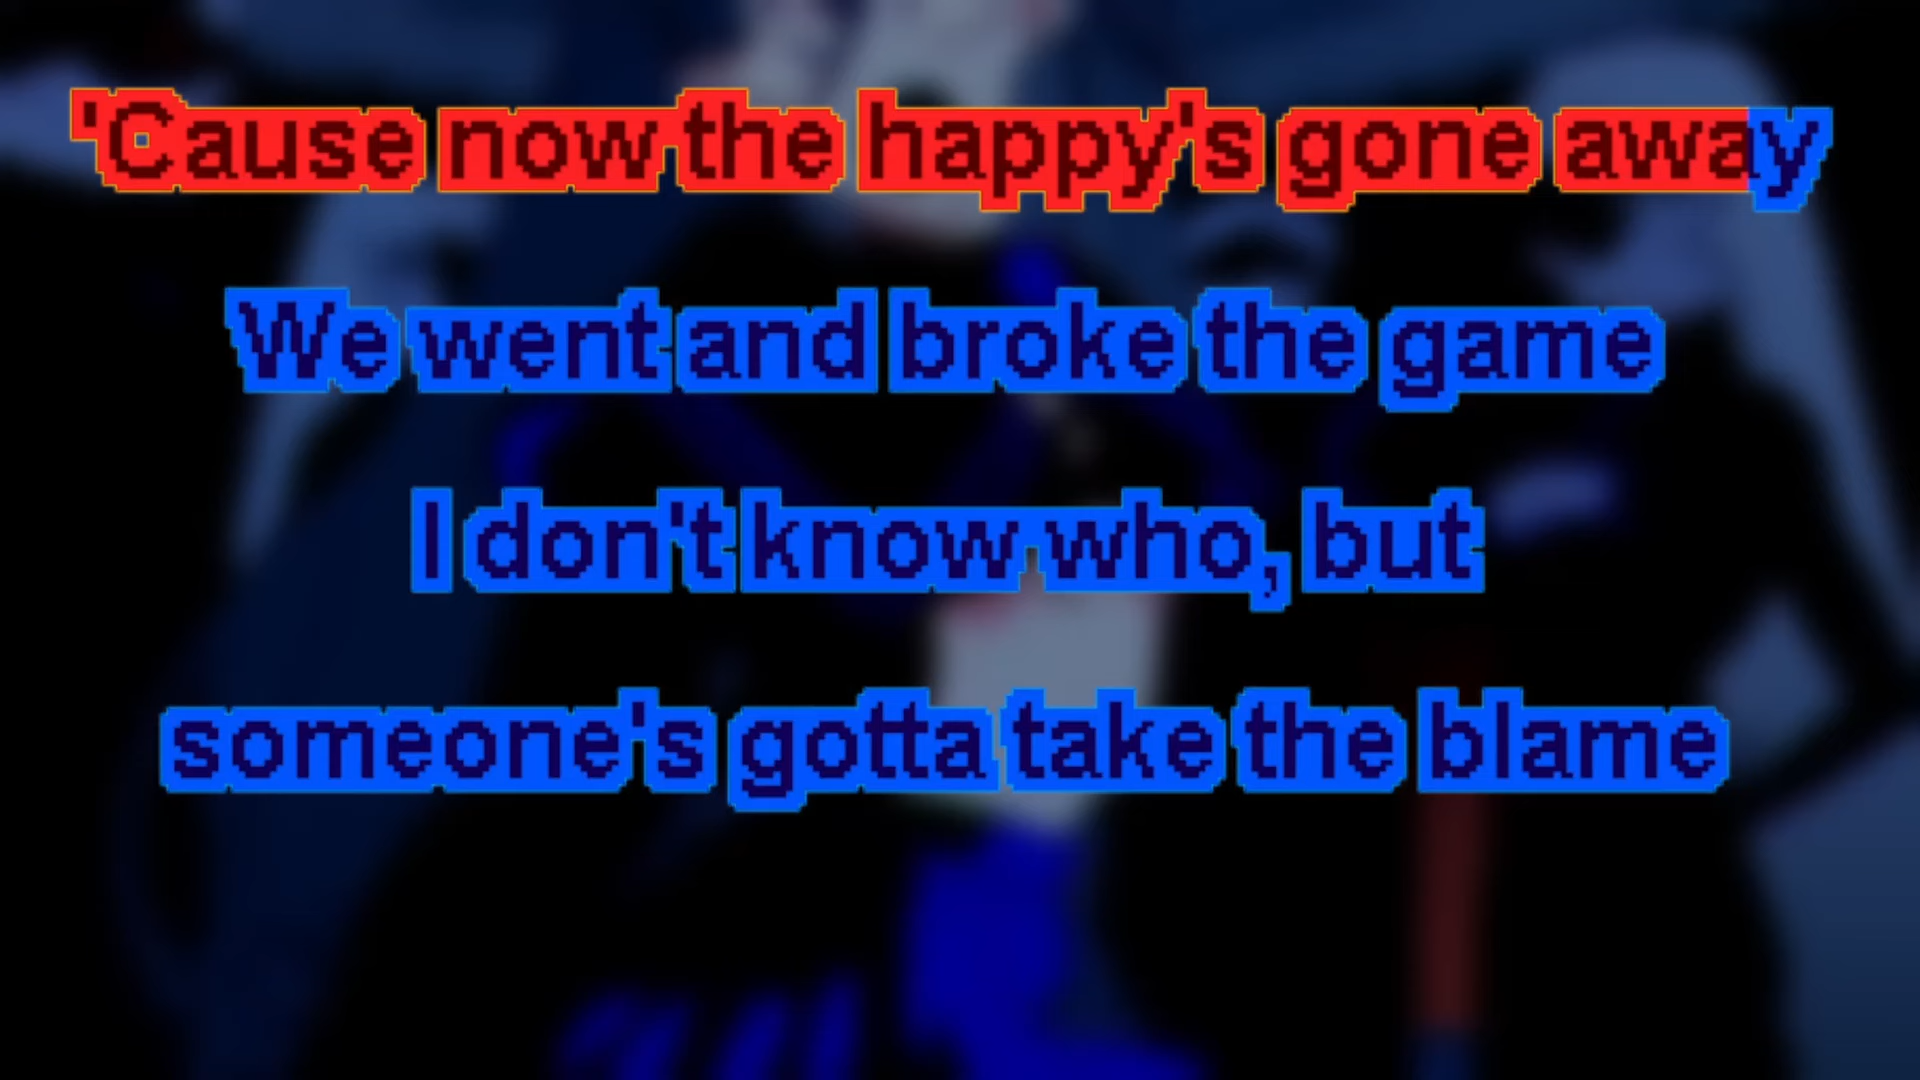 'Cause now the happy's gone away
We went and broke the game
I don't know who, but
someone's gotta take the blame